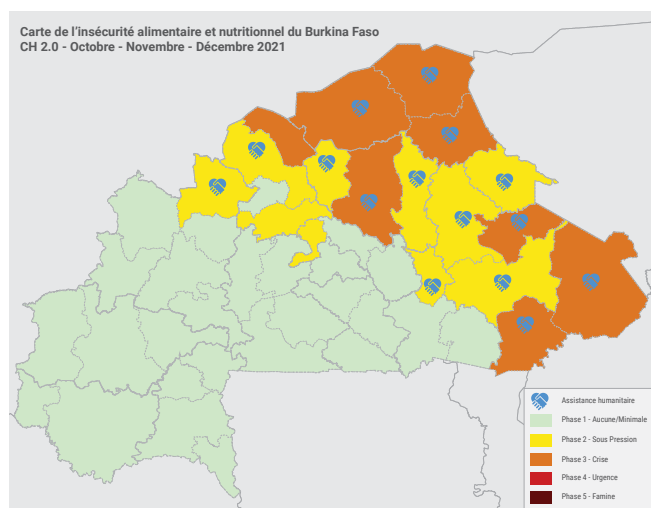 Carte de l'insécurité alimentaire et nutritionnel du Burkina Faso
CH 2.0 - Octobre - Novembre - Décembre 2021
Assistance humanitaire
Phase 1 - Aucune/Minimale
Phase 2 - Sous Pression
Phase 3 - Crise
Phase 4 - Urgence
Phase 5 - Famine